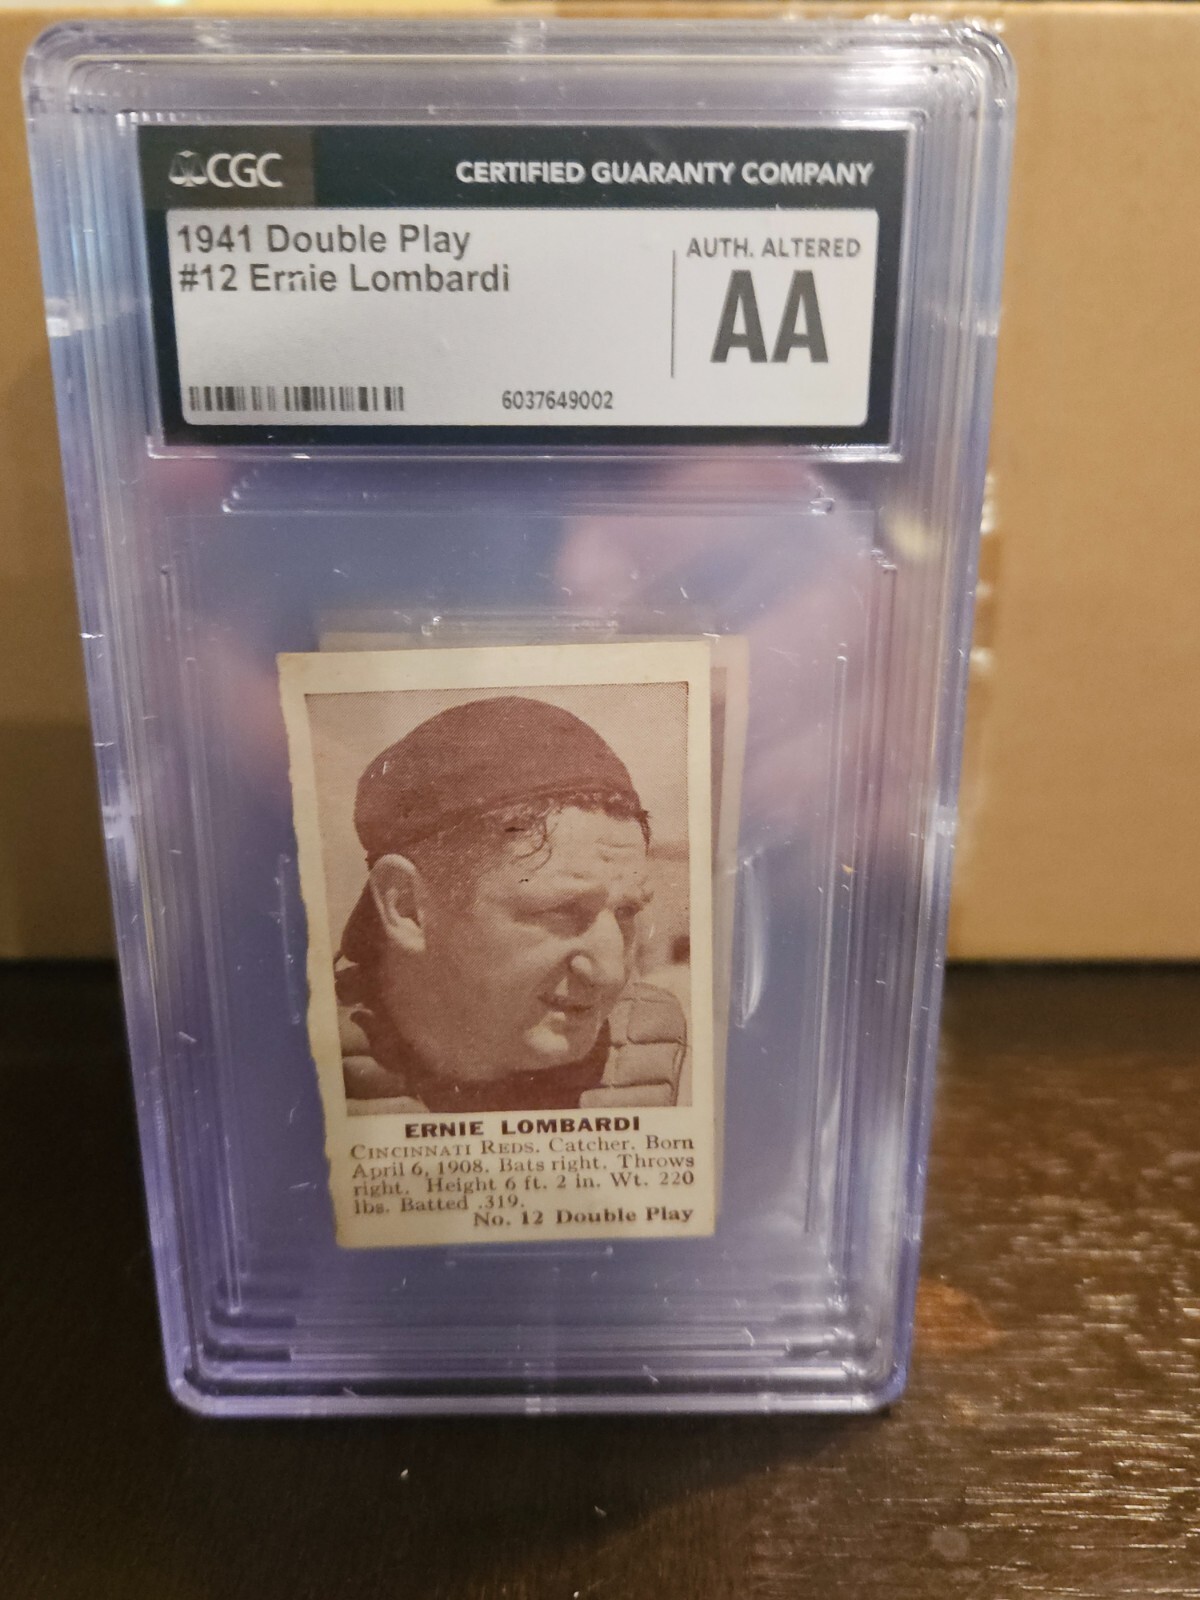 CGC
CERTIFIED GUARANTY COMPANY
1941 Double Play
#12 Ernie Lombardi
AUTH. ALTERED
AA
6037649002
ERNIE LOMBARDI
CINCINNATI REDS. Catcher. Born
April 6, 1908. Bats right. Throws
right. Height 6 ft. 2 in. Wt. 220
lbs. Batted .319.
No. 12 Double Play